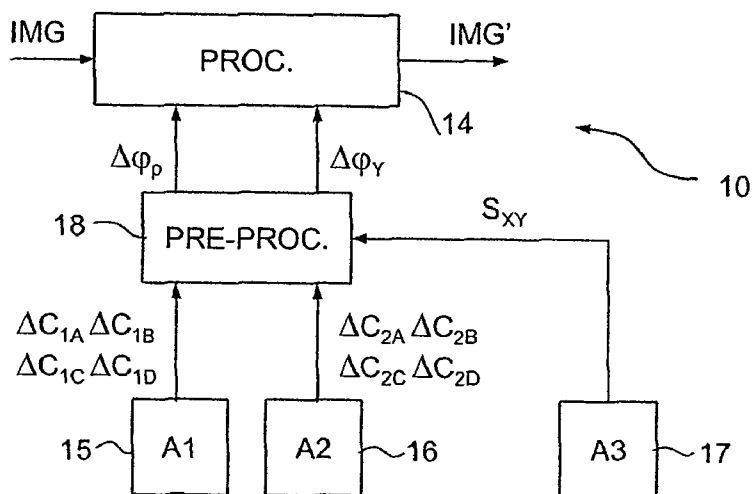 IMG
PROC.
IMG'
14
Δφp
ΔφY
10
18
PRE-PROC.
SXY
ΔC1A ΔC1B
ΔC1C ΔC1D
ΔC2A ΔC2B
ΔC2C ΔC2D
15
A1
A2
16
A3
17